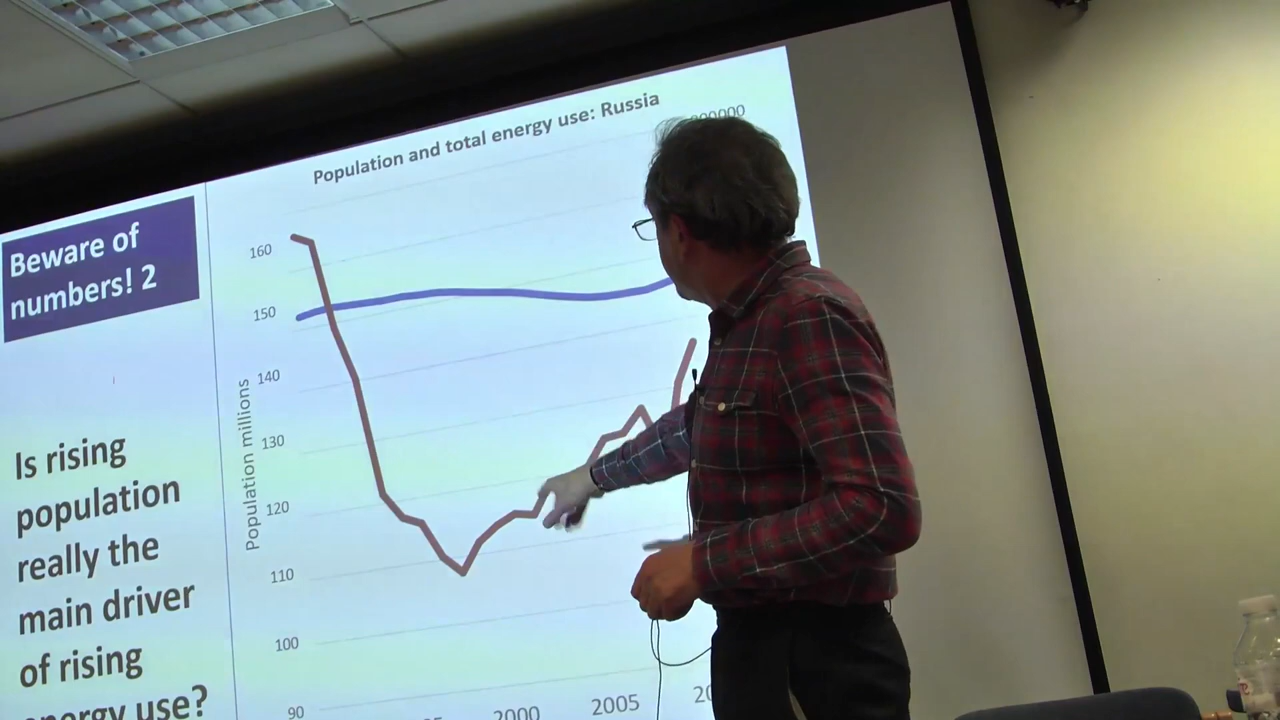 Population and total energy use: Russia
Beware of
numbers! 2
160
150
140
130
120
110
100
90
Population millions
2000
2005
Is rising
population
really the
main driver
of rising
use?